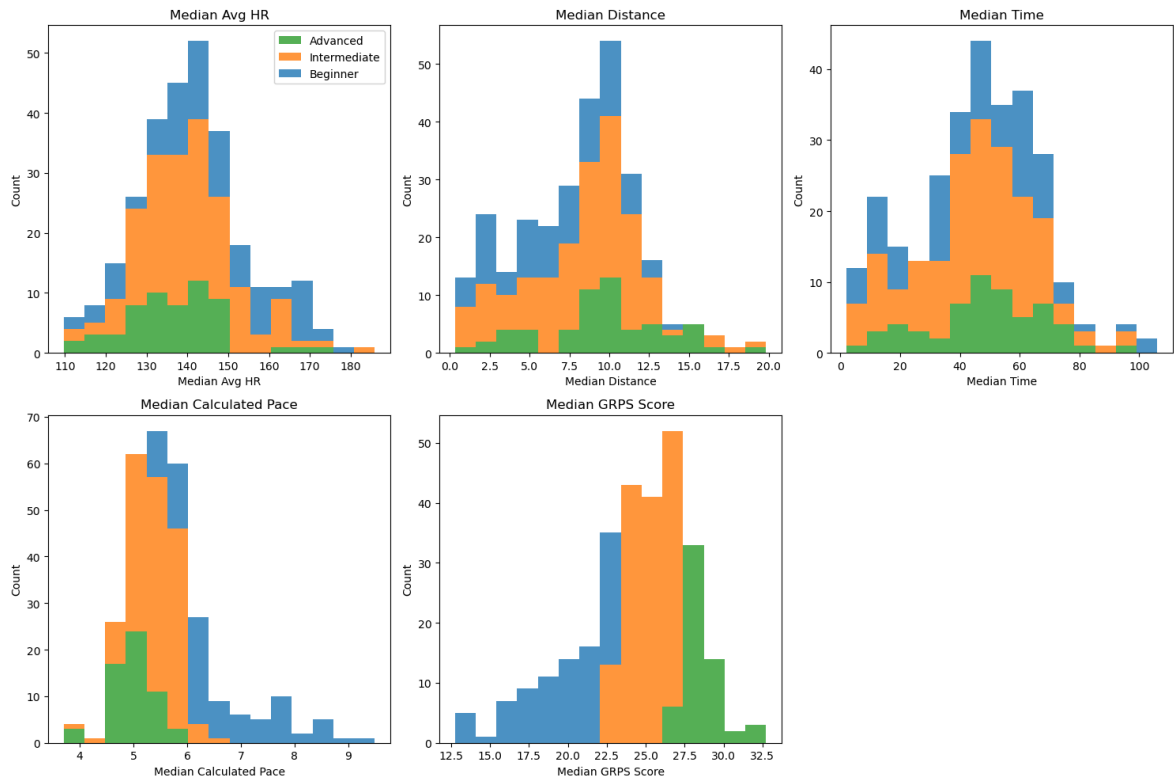 Median Avg HR
50
40
30
20
10
0
Count
110 120 130 140 150 160 170 180
Median Avg HR
Advanced
Intermediate
Beginner
Median Distance
50
40
30
20
10
0
Count
0.0 2.5 5.0 7.5 10.0 12.5 15.0 17.5 20.0
Median Distance
Median Time
40
30
20
10
0
Count
0 20 40 60 80 100
Median Time
Median Calculated Pace
70
60
50
40
30
20
10
0
Count
4 5 6 7 8 9
Median Calculated Pace
Median GRPS Score
50
40
30
20
10
0
Count
12.5 15.0 17.5 20.0 22.5 25.0 27.5 30.0 32.5
Median GRPS Score